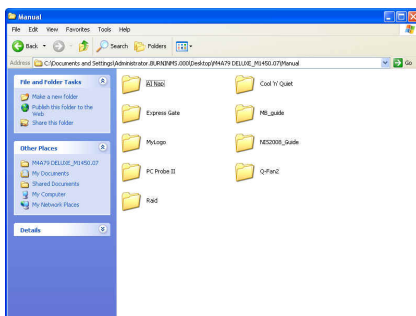 Manual
File Edit View Favorites Tools Help
Back Search Folders
Address C:\Documents and Settings\Administrator.BURNINMS.000\Desktop\M4A79 DELUXE_M1450.07\Manual Go
File and Folder Tasks
Make a new folder
Publish this folder to the Web
Share this folder
Other Places
M4A79 DELUXE_M1450.07
My Documents
Shared Documents
My Computer
My Network Places
Details
AI Nap
Cool 'n' Quiet
Express Gate
MB_guide
MyLogo
NIS2008_Guide
PC Probe II
Q-Fan2
Raid